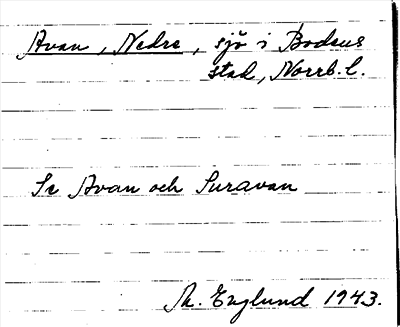 Avan, Nedre, sjö i Bodens
stad, Norrb. l.
Se Avan och Suravan
M. Englund 1943.